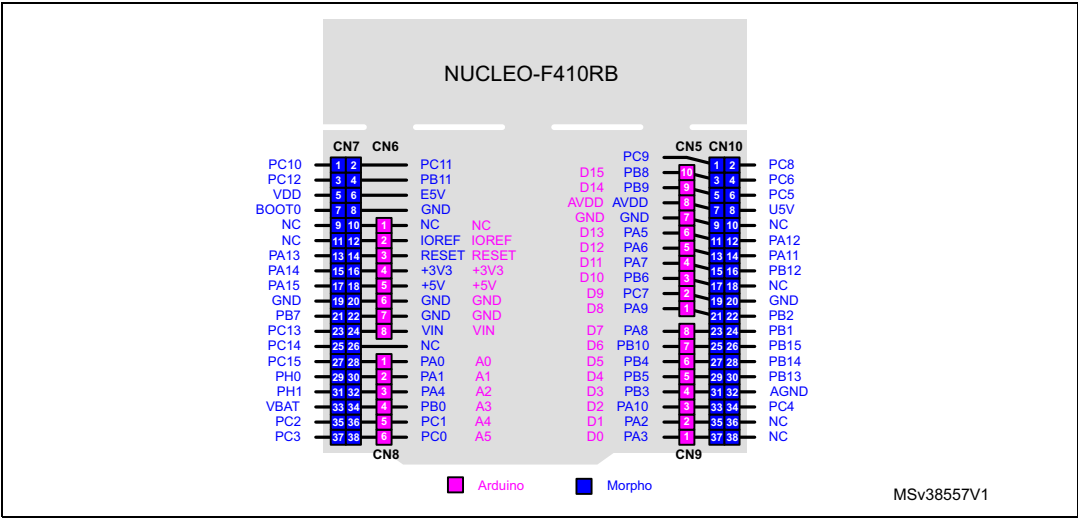 NUCLEO-F410RB
CN7 CN6 CN5 CN10
PC9
PC10 1 2 PC11 D15 PB8 10 1 2 PC8
PC12 3 4 PB11 D14 PB9 9 3 4 PC6
VDD 5 6 E5V AVDD AVDD 8 5 6 PC5
BOOT0 7 8 GND GND GND 7 7 8 U5V
NC 9 10 1 NC NC D13 PA5 6 9 10 NC
NC 11 12 2 IOREF IOREF D12 PA6 5 11 12 PA12
PA13 13 14 3 RESET RESET D11 PA7 4 13 14 PA11
PA14 15 16 4 +3V3 +3V3 D10 PB6 3 15 16 PB12
PA15 17 18 5 +5V +5V D9 PC7 2 17 18 NC
GND 19 20 6 GND GND D8 PA9 1 19 20 GND
PB7 21 22 7 GND GND 21 22 PB2
PC13 23 24 8 VIN VIN D7 PA8 8 23 24 PB1
PC14 25 26 NC D6 PB10 7 25 26 PB15
PC15 27 28 1 PA0 A0 D5 PB4 6 27 28 PB14
PH0 29 30 2 PA1 A1 D4 PB5 5 29 30 PB13
PH1 31 32 3 PA4 A2 D3 PB3 4 31 32 AGND
VBAT 33 34 4 PB0 A3 D2 PA10 3 33 34 PC4
PC2 35 36 5 PC1 A4 D1 PA2 2 35 36 NC
PC3 37 38 6 PC0 A5 D0 PA3 1 37 38 NC
CN8 CN9
Arduino Morpho
MSv38557V1